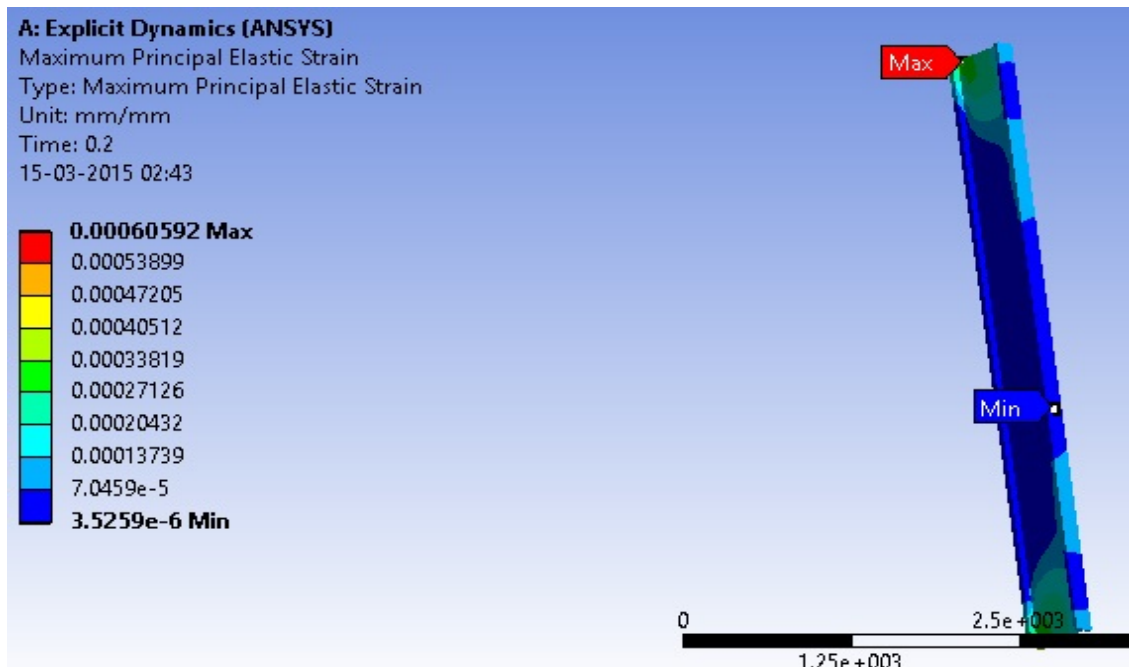 A: Explicit Dynamics (ANSYS)
Maximum Principal Elastic Strain
Type: Maximum Principal Elastic Strain
Unit: mm/mm
Time: 0.2
15-03-2015 02:43
0.00060592 Max
0.00053899
0.00047205
0.00040512
0.00033819
0.00027126
0.00020432
0.00013739
7.0459e-5
3.5259e-6 Min
Max
Min
0 2.5e+003
1.25e+003